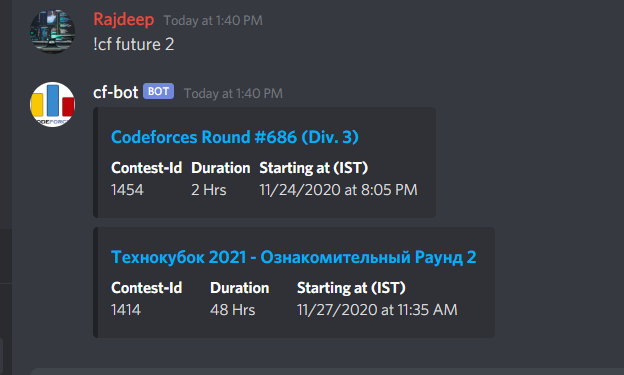 Rajdeep Today at 1:40 PM
!cf future 2
cf-bot BOT Today at 1:40 PM
Codeforces Round #686 (Div. 3)
Contest-Id Duration Starting at (IST)
1454 2 Hrs 11/24/2020 at 8:05 PM
Технокубок 2021 - Ознакомительный Раунд 2
Contest-Id Duration Starting at (IST)
1414 48 Hrs 11/27/2020 at 11:35 AM